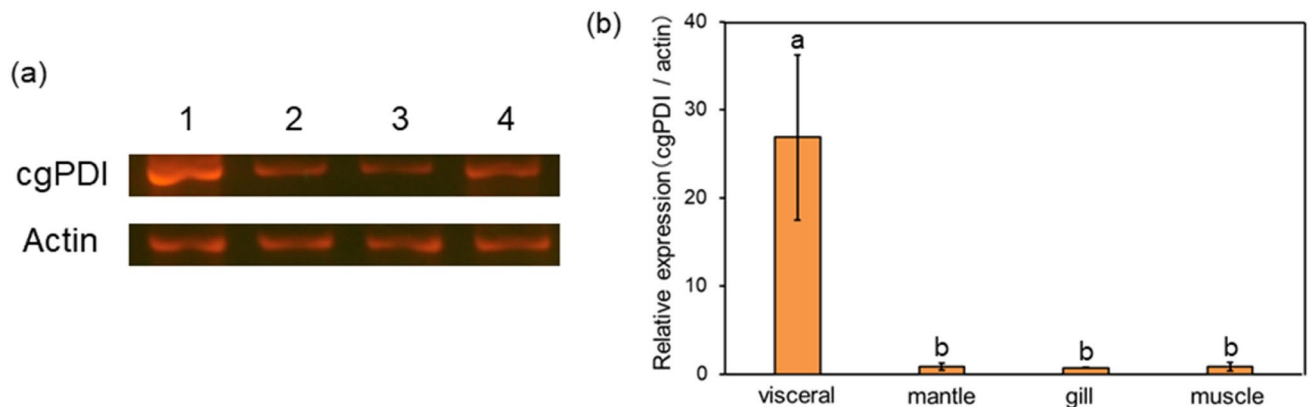 (a)
1 2 3 4
cgPDI
Actin
(b)
Relative expression(cgPDI / actin)
40
30
20
10
0
a
b
b
b
visceral mantle gill muscle